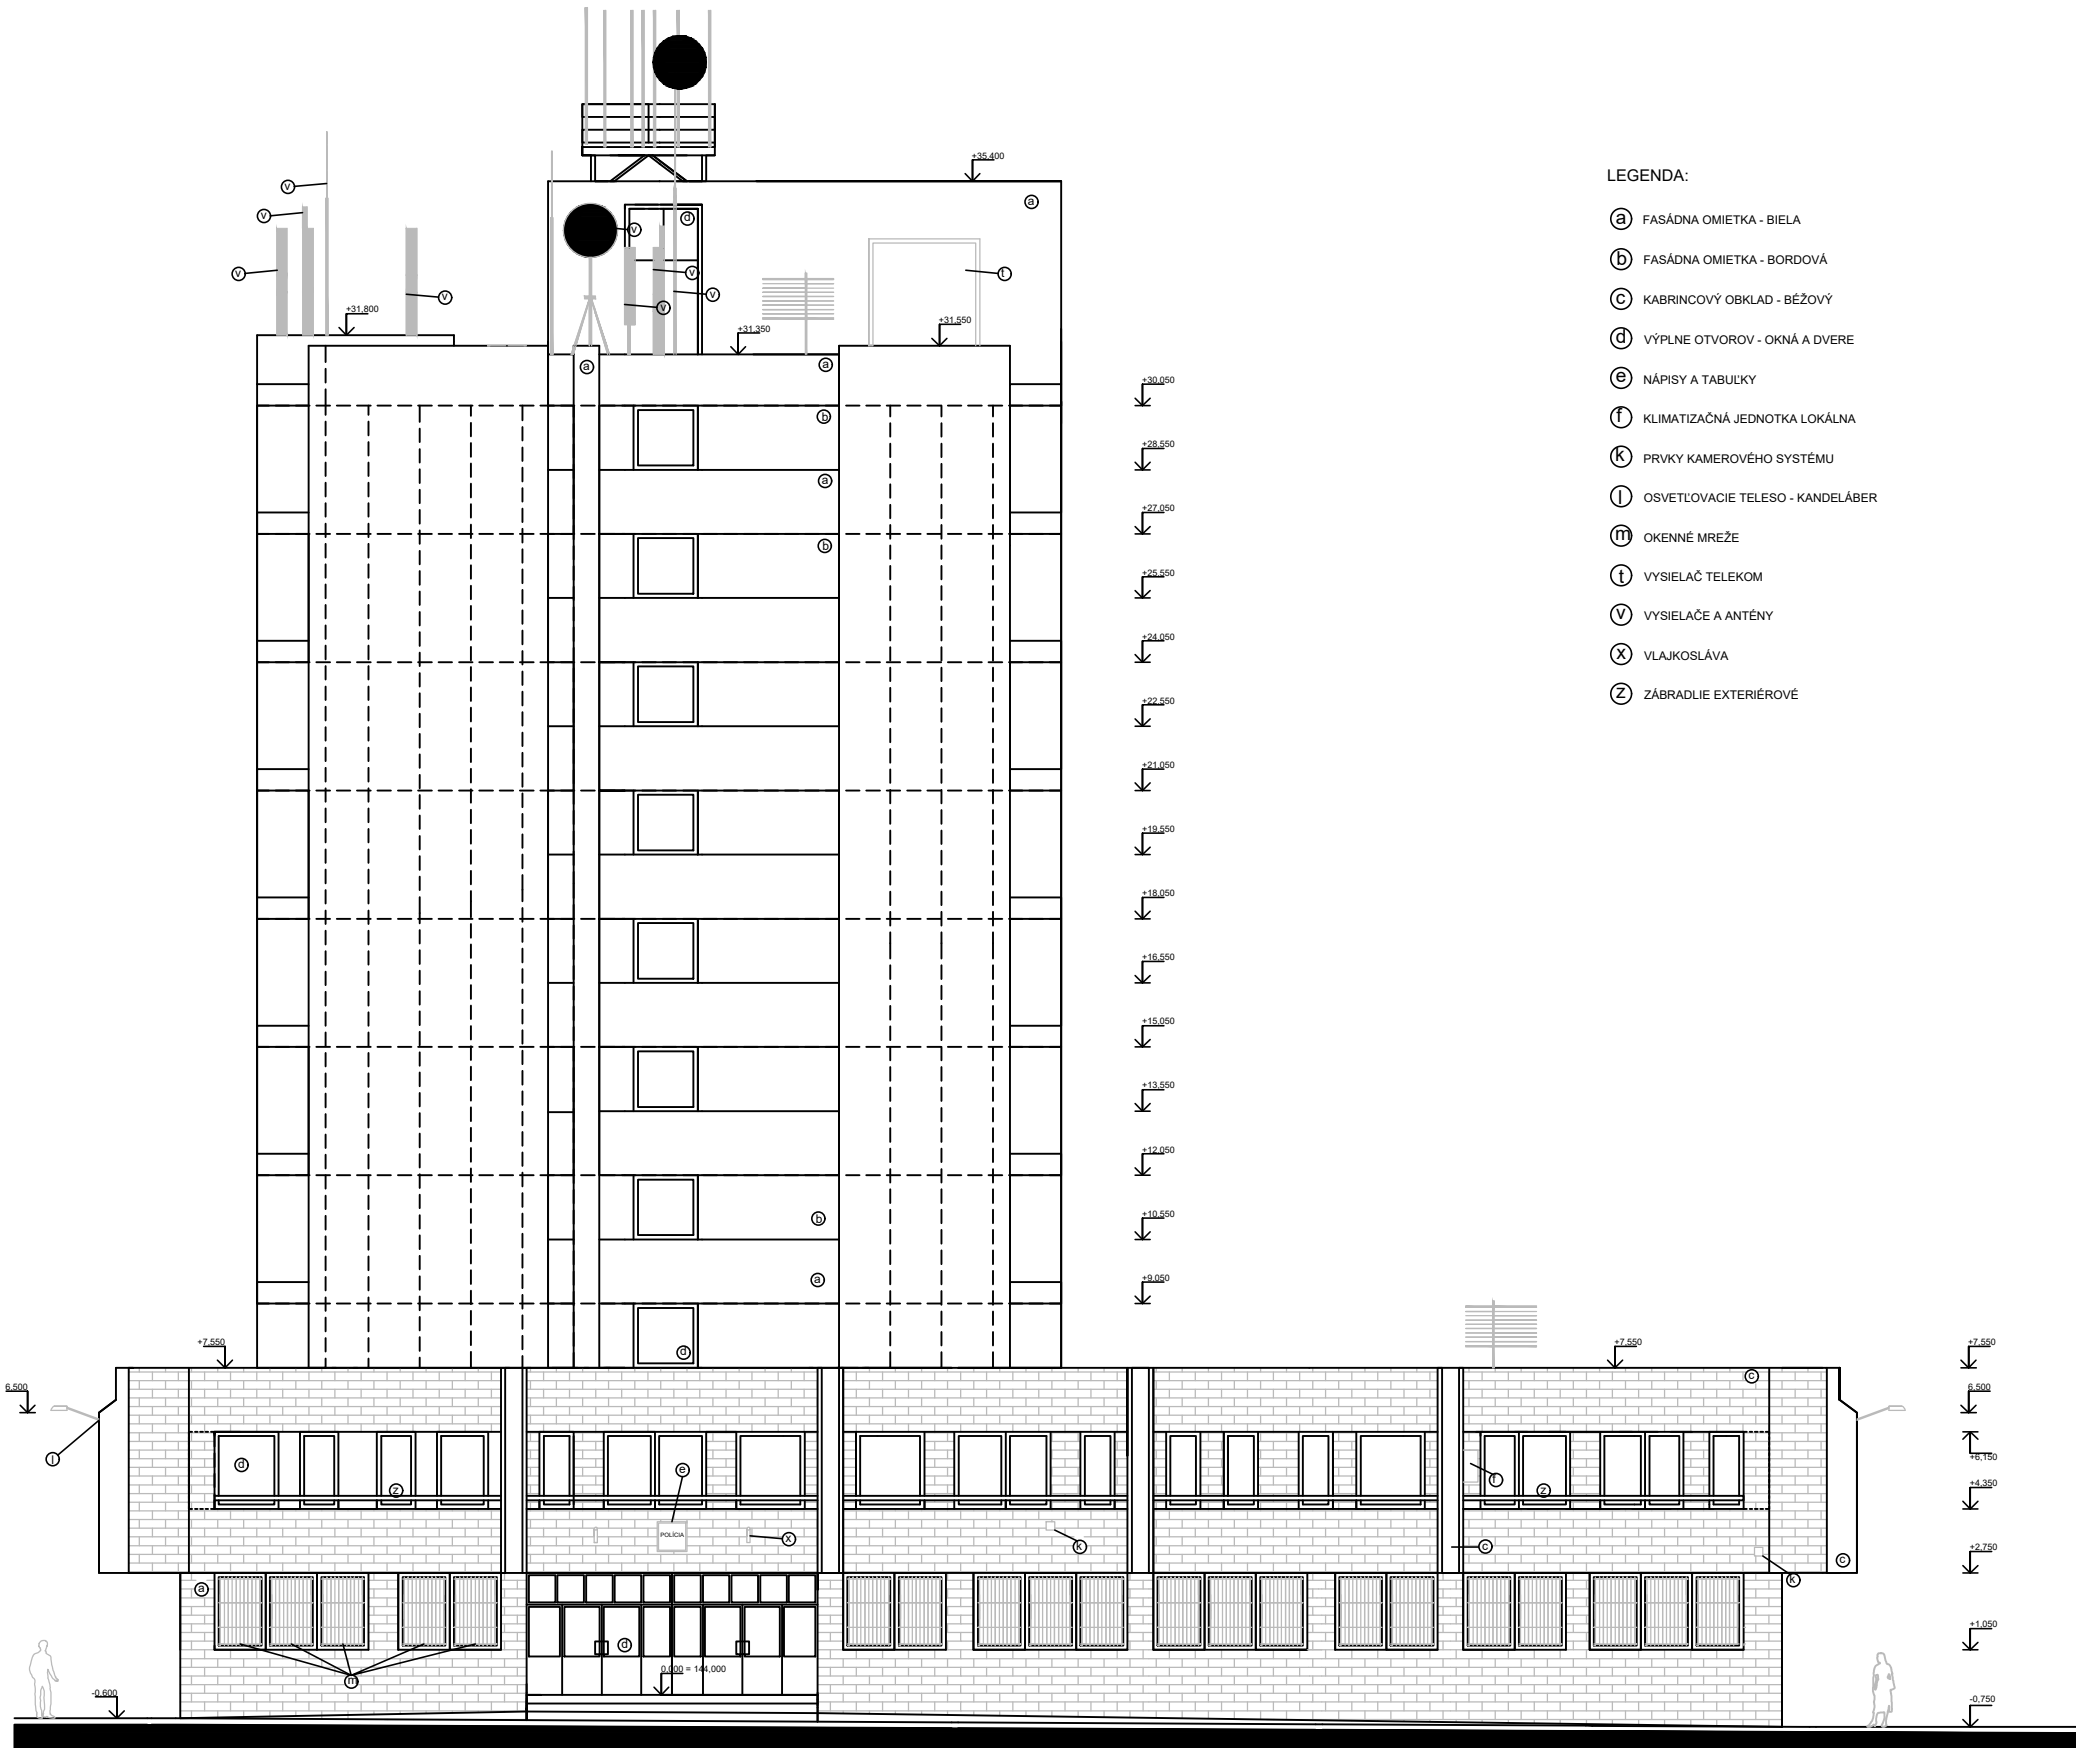 +35,400
v
a
LEGENDA:
v
d
a FASÁDNA OMIETKA - BIELA
v
b FASÁDNA OMIETKA - BORDOVÁ
v
v
t
v
v
v
c KABRINCOVÝ OBKLAD - BÉŽOVÝ
+31,800
v
+31,350
+31,550
d VÝPLNE OTVOROV - OKNÁ A DVERE
a
a
e NÁPISY A TABUĽKY
+30,050
b
f KLIMATIZAČNÁ JEDNOTKA LOKÁLNA
+28,550
k PRVKY KAMEROVÉHO SYSTÉMU
a
l OSVETĽOVACIE TELESO - KANDELÁBER
+27,050
m OKENNÉ MREŽE
b
t VYSIELAČ TELEKOM
+25,550
v VYSIELAČE A ANTÉNY
+24,050
x VLAJKOSLÁVA
z ZÁBRADLIE EXTERIÉROVÉ
+22,550
+21,050
+19,550
+18,050
+16,550
+15,050
+13,550
+12,050
b
+10,550
a
+9,050
+7,550
d
+7,550
+7,550
6,500
c
6,500
l
d
z
e
f
z
+6,150
+4,350
POLÍCIA
x
k
c
+2,750
c
a
k
+1,050
d
m
0,000 = 144,000
-0,600
-0,750